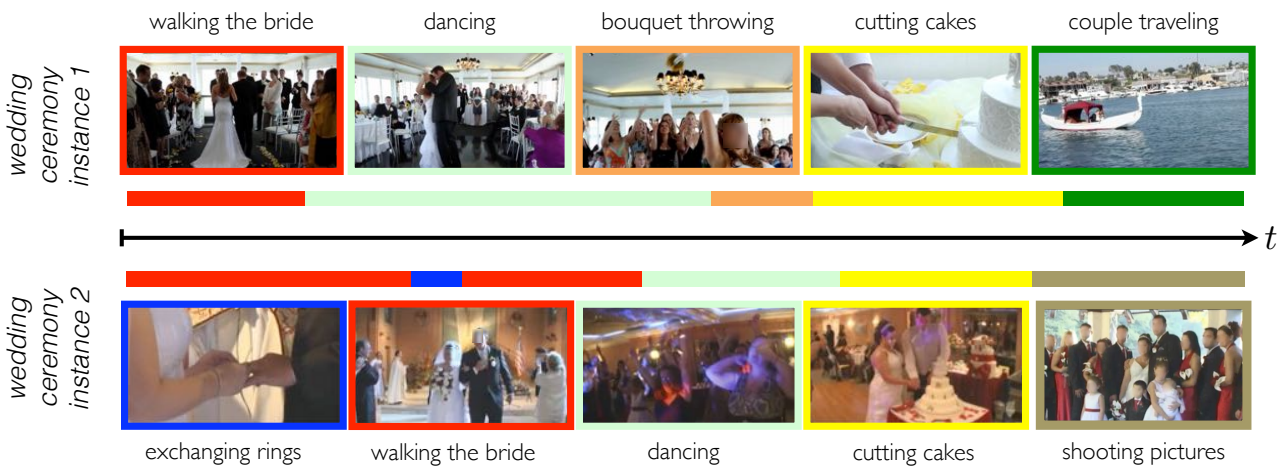 walking the bride
dancing
bouquet throwing
cutting cakes
couple traveling
wedding
ceremony
instance 1
t
wedding
ceremony
instance 2
exchanging rings
walking the bride
dancing
cutting cakes
shooting pictures